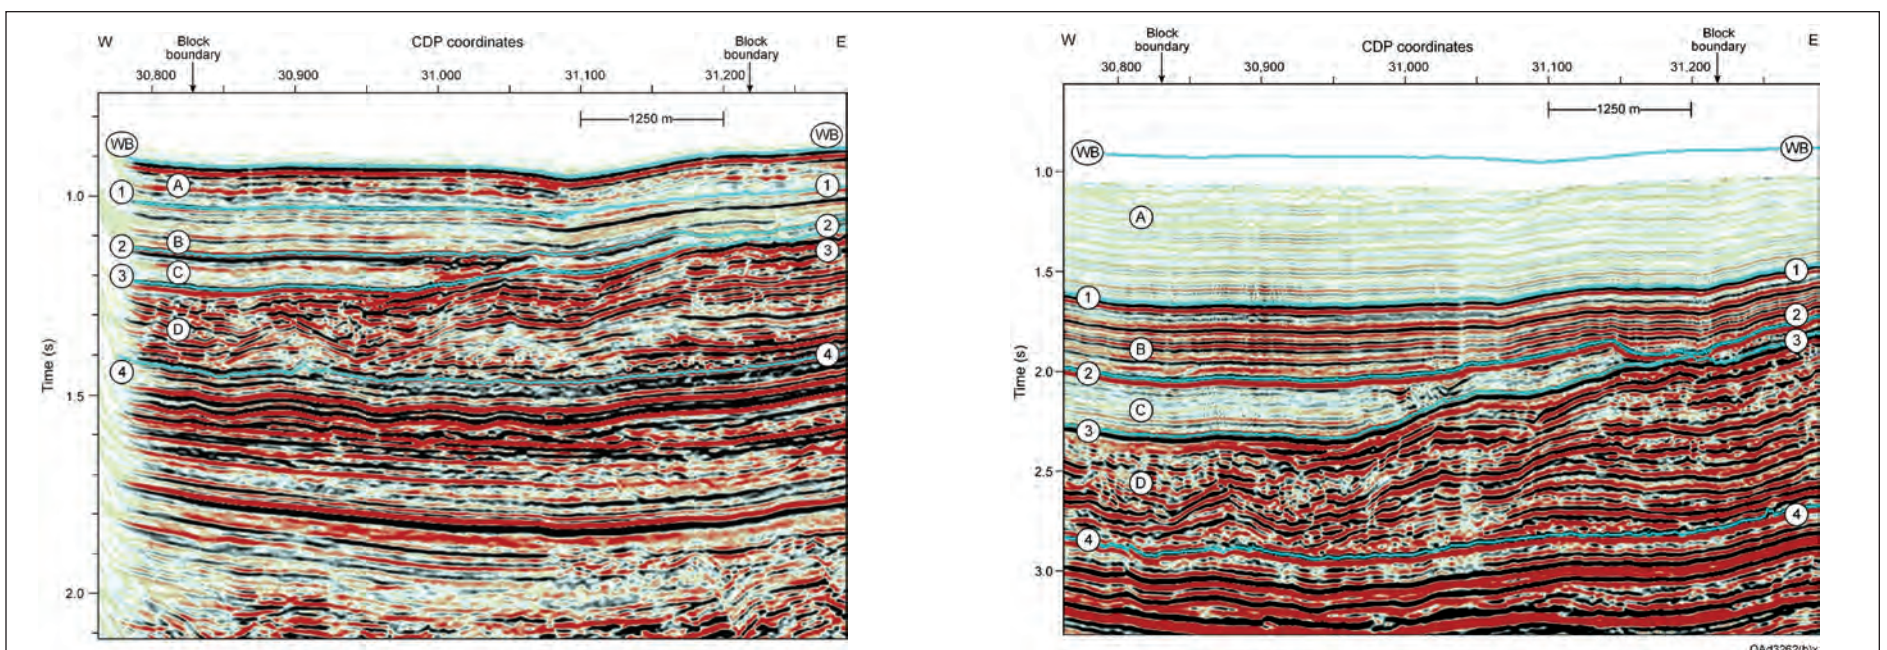 W
Block
boundary
CDP coordinates
Block
boundary
E
30,800
30,900
31,000
31,100
31,200
1250 m
WB
WB
A
1
1
1.0
2
B
2
3
C
3
D
4
4
Time (s)
1.5
2.0
W
Block
boundary
CDP coordinates
Block
boundary
E
30,800
30,900
31,000
31,100
31,200
1250 m
WB
WB
1.0
A
1.5
1
1
2
B
3
2.0
2
Time (s)
C
3
2.5
D
4
4
3.0